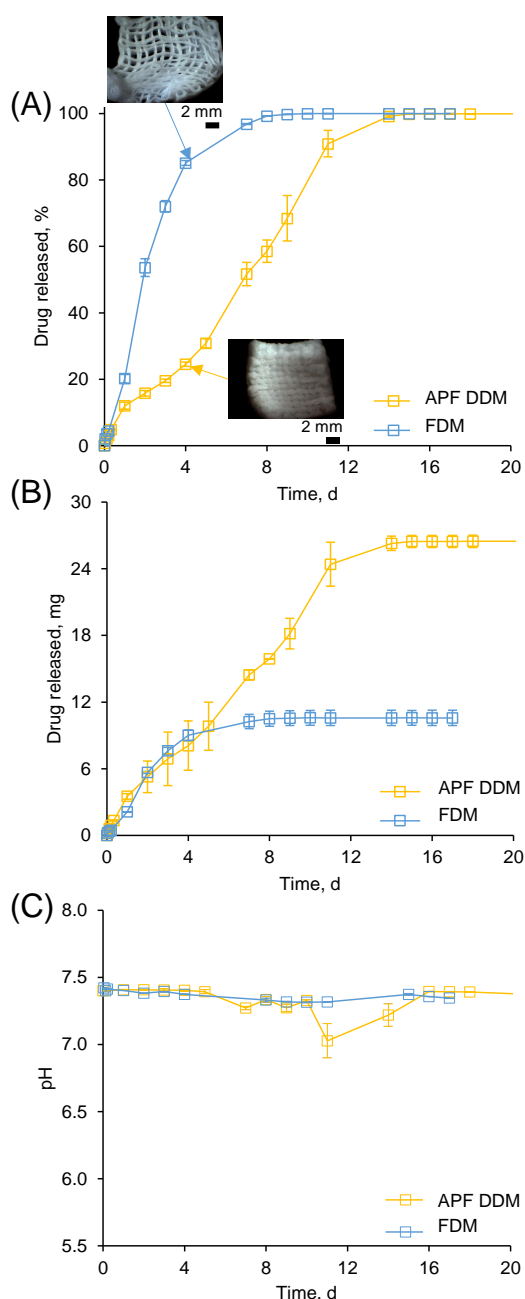 2 mm
(A)
100
80
60
40
20
0
Drug released, %
2 mm
APF DDM
FDM
0 4 8 12 16 20
Time, d
(B)
30
24
18
12
6
0
Drug released, mg
APF DDM
FDM
0 4 8 12 16 20
Time, d
(C)
8.0
7.5
7.0
6.5
6.0
5.5
pH
APF DDM
FDM
0 4 8 12 16 20
Time, d